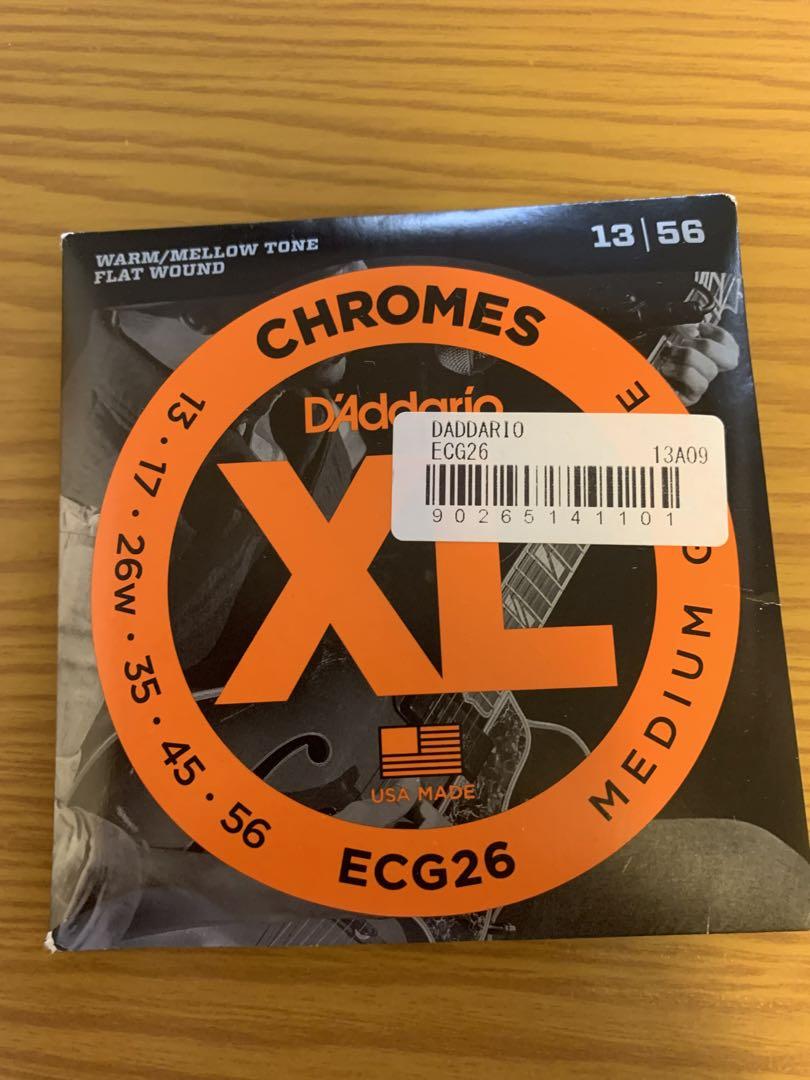 WARM/MELLOW TONE
FLAT WOUND
13|56
CHROMES
D'Addario
XL
13 · 17 · 26w · 35 · 45 · 56
MEDIUM G E
USA MADE
ECG26
DADDARIO
ECG26 13A09
90265141101